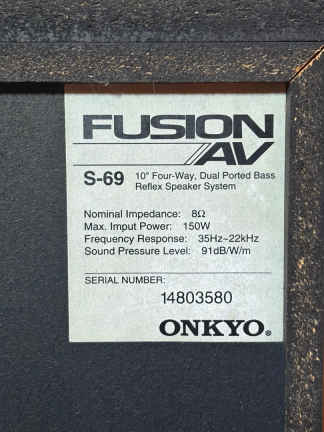 FUSION
AV
S-69 10" Four-Way, Dual Ported Bass
Reflex Speaker System
Nominal Impedance: 8Ω
Max. Imput Power: 150W
Frequency Response: 35Hz~22kHz
Sound Pressure Level: 91dB/W/m
SERIAL NUMBER:
14803580
ONKYO®